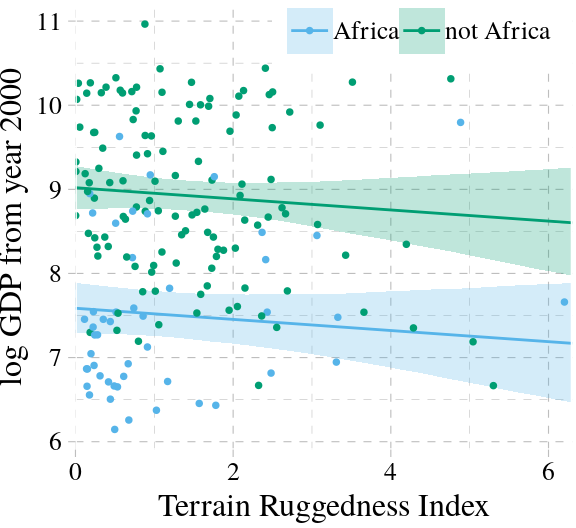 Africa not Africa
11
10
9
8
7
6
0 2 4 6
log GDP from year 2000
Terrain Ruggedness Index